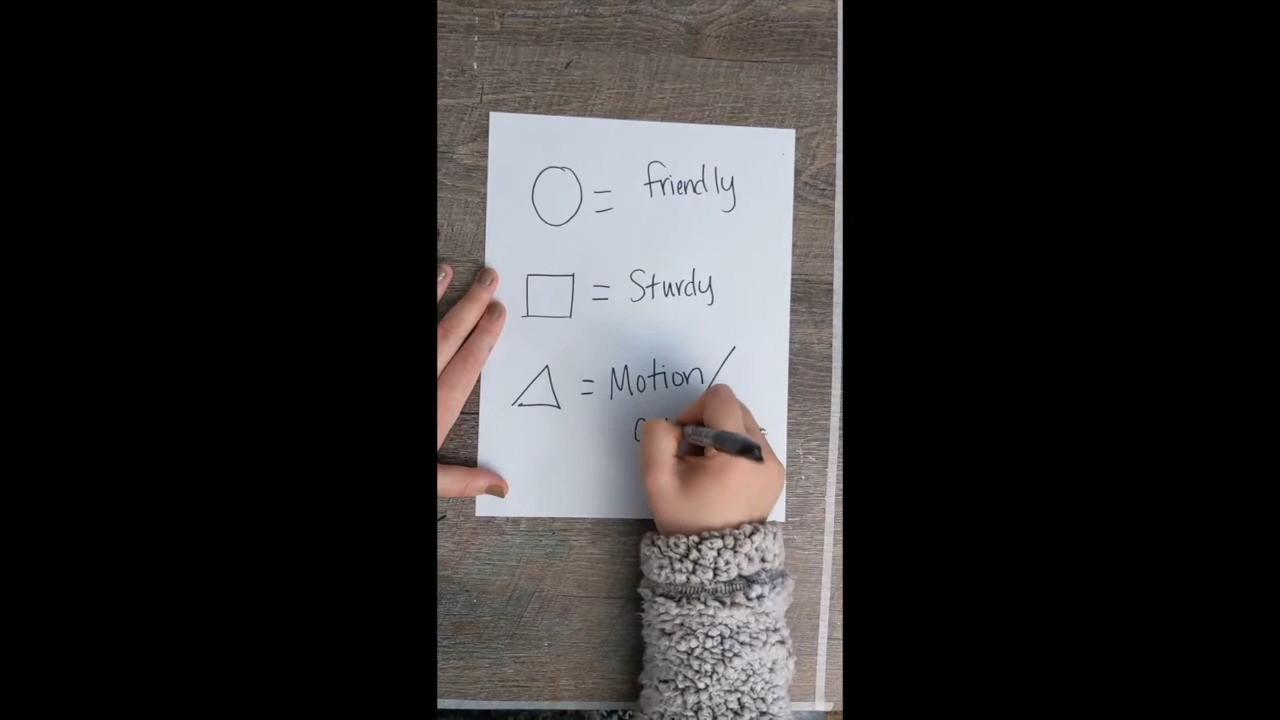 = friendly
= Sturdy
= Motion/